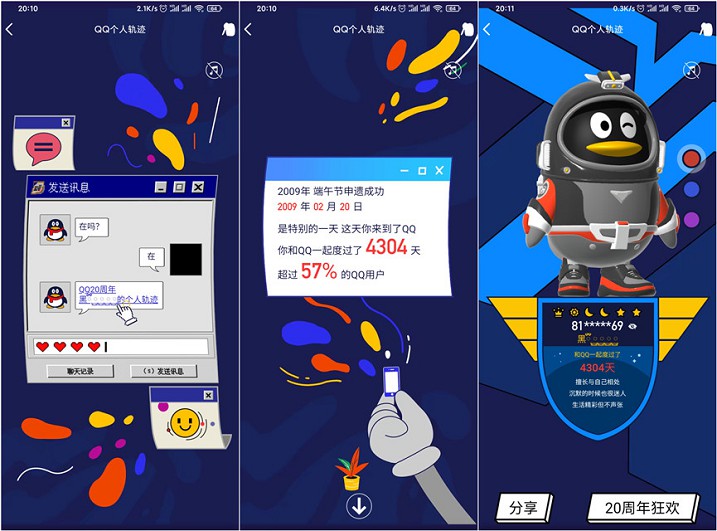 20:10
2.1K/s
64
QQ个人轨迹
发送讯息
在吗?
在
QQ20周年
黑
的个人轨迹
聊天记录
(s) 发送讯息
20:10
6.4K/s
64
QQ个人轨迹
2009年 端午节申遗成功
2009 年 02 月 20 日
是特别的一天 这天你来到了QQ
你和QQ一起度过了 4304 天
超过 57% 的QQ用户
20:11
0.3K/s
64
QQ个人轨迹
81*****69
黑
和QQ一起度过了
4304天
擅长与自己相处
沉默的时候也很迷人
生活精彩但不声张
分享
20周年狂欢